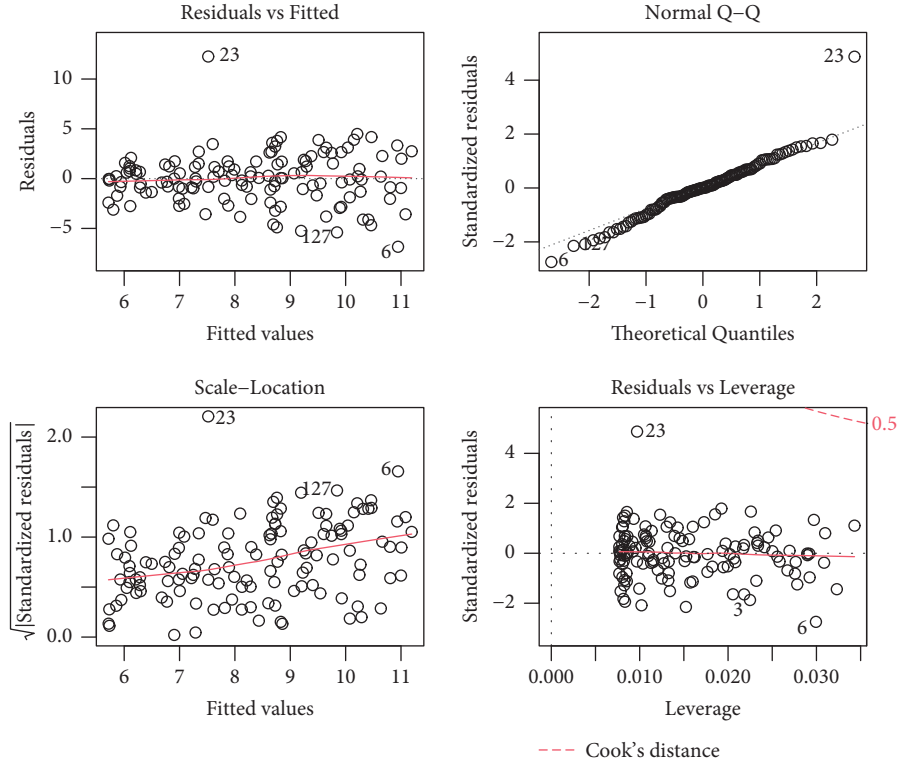 Residuals vs Fitted
Residuals
10
5
0
−5
23
127
6
6 7 8 9 10 11
Fitted values
Normal Q−Q
Standardized residuals
4
2
0
−2
23
127
6
−2 −1 0 1 2
Theoretical Quantiles
Scale−Location
√|Standardized residuals|
2.0
1.0
0.0
23
6
127
6 7 8 9 10 11
Fitted values
Residuals vs Leverage
Standardized residuals
4
2
0
−2
23
0.5
3
6
0.000 0.010 0.020 0.030
Leverage
Cook's distance